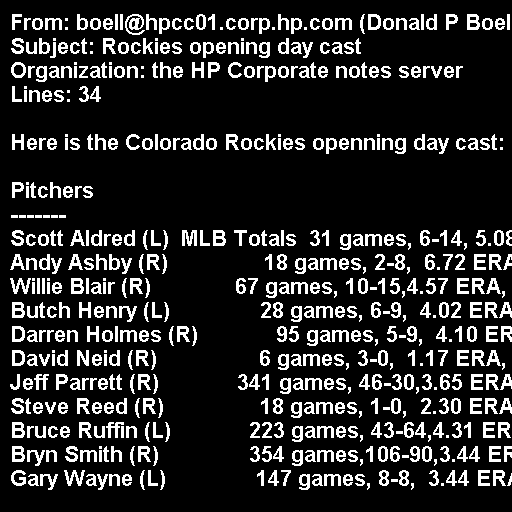 From: boell@hpcc01.corp.hp.com (Donald P Boel
Subject: Rockies opening day cast
Organization: the HP Corporate notes server
Lines: 34

Here is the Colorado Rockies openning day cast:

Pitchers
-------
Scott Aldred (L)  MLB Totals  31 games, 6-14, 5.08
Andy Ashby (R)                18 games, 2-8,  6.72 ERA
Willie Blair (R)              67 games, 10-15,4.57 ERA,
Butch Henry (L)               28 games, 6-9,  4.02 ERA
Darren Holmes (R)             95 games, 5-9,  4.10 ER
David Neid (R)                 6 games, 3-0,  1.17 ERA,
Jeff Parrett (R)             341 games, 46-30,3.65 ERA
Steve Reed (R)                18 games, 1-0,  2.30 ERA
Bruce Ruffin (L)             223 games, 43-64,4.31 ER
Bryn Smith (R)               354 games,106-90,3.44 ER
Gary Wayne (L)               147 games, 8-8,  3.44 ERA